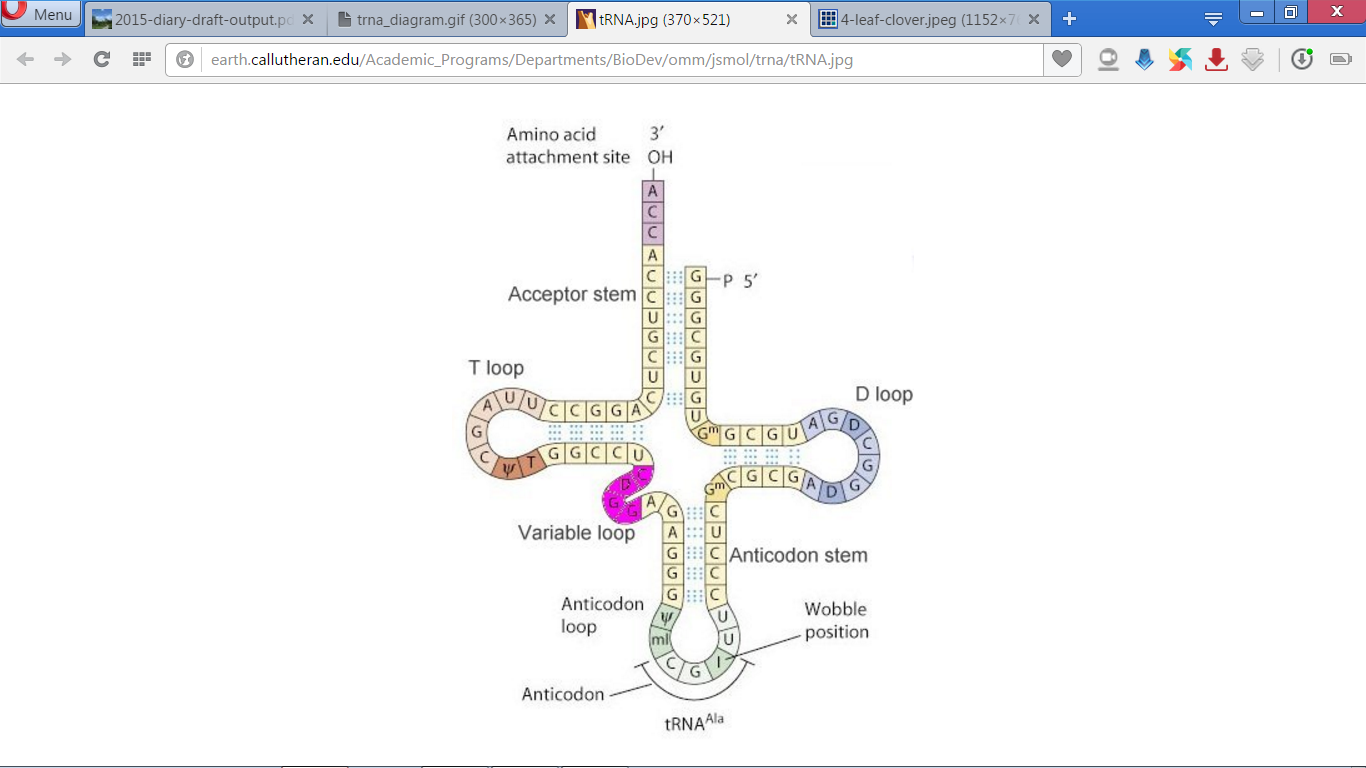 Menu
2015-diary-draft-output.pd
trna_diagram.gif (300×365)
tRNA.jpg (370×521)
4-leaf-clover.jpeg (1152×7
earth.callutheran.edu/Academic_Programs/Departments/BioDev/omm/jsmol/trna/tRNA.jpg
Amino acid
attachment site
3′
OH
A
C
C
A
C
C
U
G
C
U
C
Acceptor stem
G
G
G
C
G
U
G
U
P 5′
T loop
A G G C C
U U A G C ψ T
G G C C U
D loop
Gᵐ G C G U
A G D C G G D A
G C G C Gᵐ
Variable loop
G G A
G
A
G
G
G
C
U
C
C
C
Anticodon stem
Anticodon
loop
ψ
mI
C G I
U
U
Wobble
position
Anticodon
tRNAᴬˡᵃ